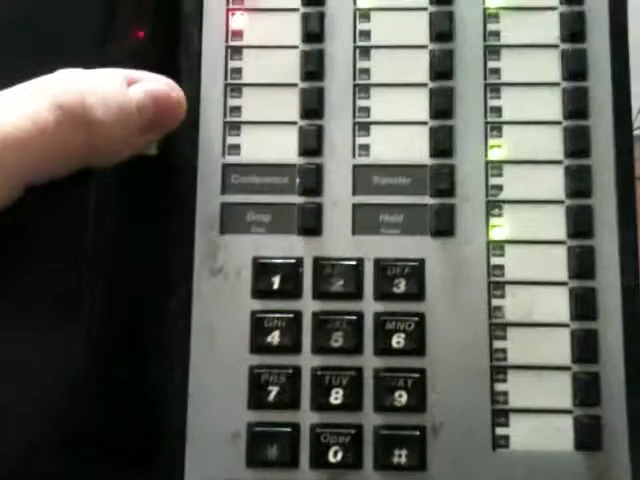 Conference Transfer
Drop Hold
1 ABC 2 DEF 3
GHI 4 JKL 5 MNO 6
PRS 7 TUV 8 WXY 9
* Oper 0 #